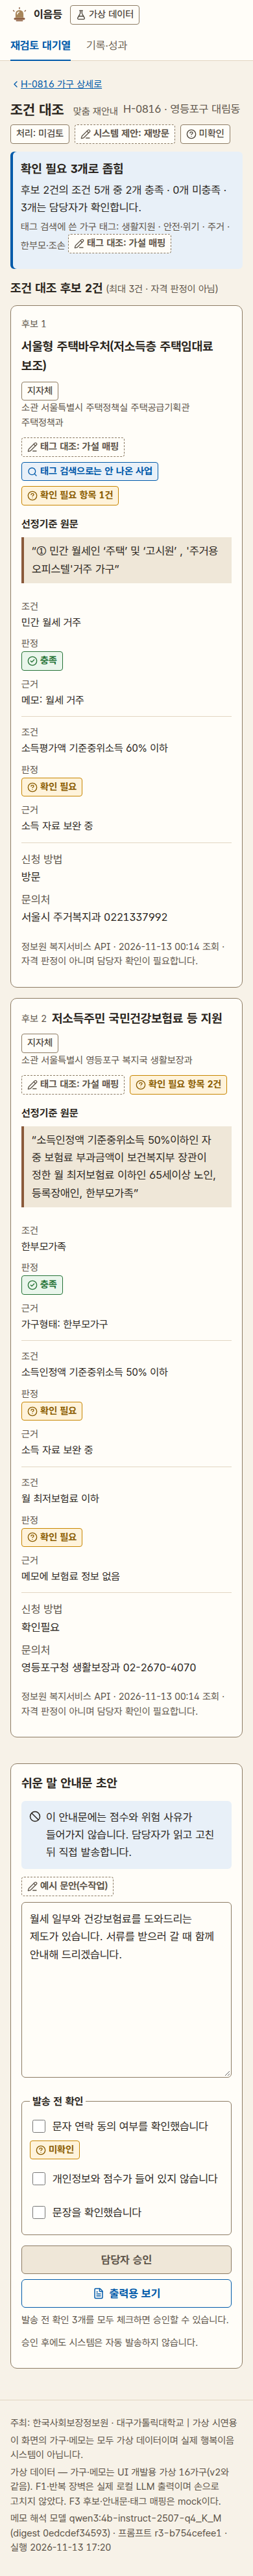 이음등 가상 데이터
재검토 대기열 기록·성과
H-0816 가구 상세로
조건 대조 맞춤 재안내 H-0816 · 영등포구 대림동
처리: 미검토 시스템 제안: 재방문 미확인
확인 필요 3개로 좁힘
후보 2건의 조건 5개 중 2개 충족 · 0개 미충족 ·
3개는 담당자가 확인합니다.
태그 검색에 쓴 가구 태그: 생활지원 · 안전·위기 · 주거 ·
한부모·조손 태그 대조: 가설 매핑
조건 대조 후보 2건 (최대 3건 · 자격 판정이 아님)
후보 1
서울형 주택바우처(저소득층 주택임대료
보조)
지자체
소관 서울특별시 주택정책실 주택공급기획관
주택정책과
태그 대조: 가설 매핑
태그 검색으로는 안 나온 사업
확인 필요 항목 1건
선정기준 원문
"① 민간 월세인 ‘주택’ 및 ‘고시원’ , '주거용
오피스텔'거주 가구"
조건
민간 월세 거주
판정
충족
근거
메모: 월세 거주
조건
소득평가액 기준중위소득 60% 이하
판정
확인 필요
근거
소득 자료 보완 중
신청 방법
방문
문의처
서울시 주거복지과 0221337992
정보원 복지서비스 API · 2026-11-13 00:14 조회 ·
자격 판정이 아니며 담당자 확인이 필요합니다.
후보 2 저소득주민 국민건강보험료 등 지원
지자체
소관 서울특별시 영등포구 복지국 생활보장과
태그 대조: 가설 매핑 확인 필요 항목 2건
선정기준 원문
“소득인정액 기준중위소득 50%이하인 자
중 보험료 부과금액이 보건복지부 장관이
정한 월 최저보험료 이하인 65세이상 노인,
등록장애인, 한부모가족”
조건
한부모가족
판정
충족
근거
가구형태: 한부모가구
조건
소득인정액 기준중위소득 50% 이하
판정
확인 필요
근거
소득 자료 보완 중
조건
월 최저보험료 이하
판정
확인 필요
근거
메모에 보험료 정보 없음
신청 방법
확인필요
문의처
영등포구청 생활보장과 02-2670-4070
정보원 복지서비스 API · 2026-11-13 00:14 조회 ·
자격 판정이 아니며 담당자 확인이 필요합니다.
쉬운 말 안내문 초안
이 안내문에는 점수와 위험 사유가
들어가지 않습니다. 담당자가 읽고 고친
뒤 직접 발송합니다.
예시 문안(수작업)
월세 일부와 건강보험료를 도와드리는
제도가 있습니다. 서류를 받으러 갈 때 함께
안내해 드리겠습니다.
발송 전 확인
문자 연락 동의 여부를 확인했습니다
미확인
개인정보와 점수가 들어 있지 않습니다
문장을 확인했습니다
담당자 승인
출력용 보기
발송 전 확인 3개를 모두 체크하면 승인할 수 있습니다.
승인 후에도 시스템은 자동 발송하지 않습니다.
주최: 한국사회보장정보원 · 대구가톨릭대학교 | 가상 시연용
이 화면의 가구·메모는 모두 가상 데이터이며 실제 행복이음
시스템이 아닙니다.
가상 데이터 — 가구·메모는 UI 개발용 가상 16가구(v2와
같음). F1·반복 장벽은 실제 로컬 LLM 출력이며 손으로
고치지 않았다. F3 후보·안내문·태그 매핑은 mock이다.
메모 해석 모델 qwen3:4b-instruct-2507-q4_K_M
(digest 0edcdef34593) · 프롬프트 r3-b754cefee1 ·
실행 2026-11-13 17:20